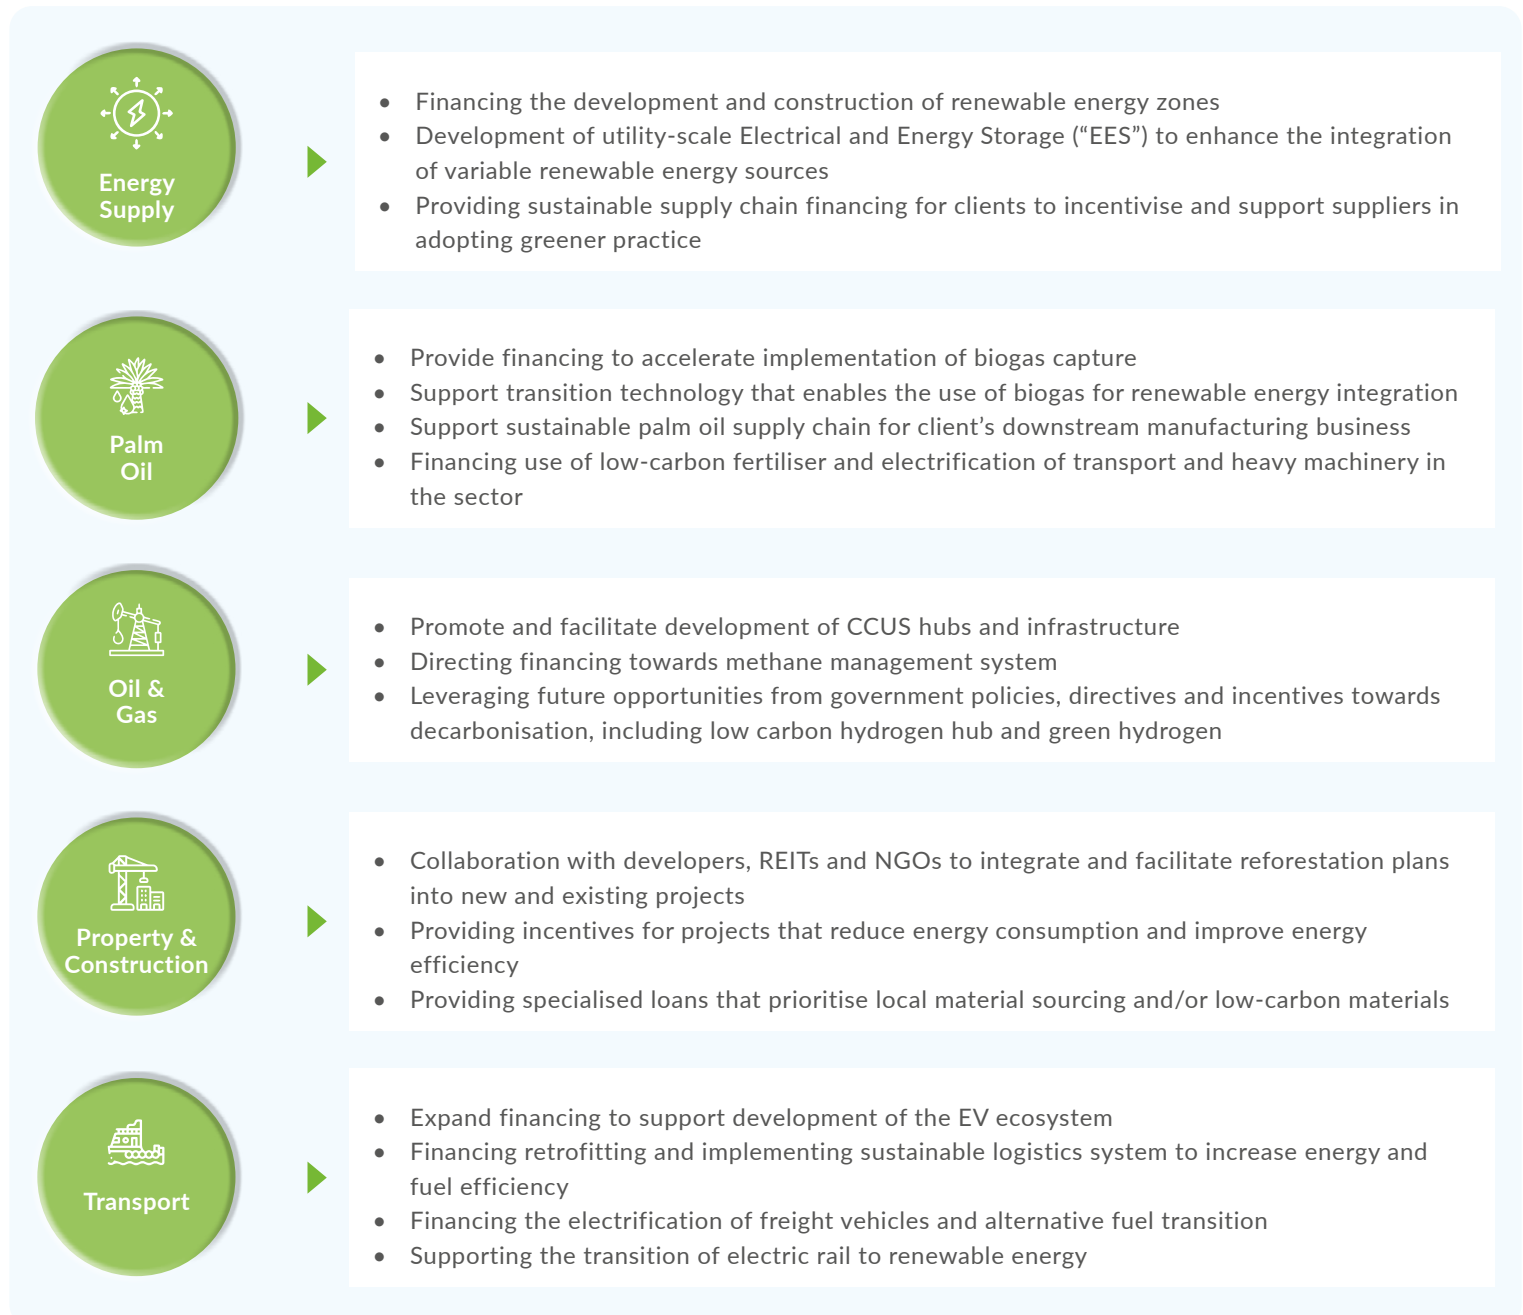 Energy
Supply
• Financing the development and construction of renewable energy zones
• Development of utility-scale Electrical and Energy Storage (“EES”) to enhance the integration
of variable renewable energy sources
• Providing sustainable supply chain financing for clients to incentivise and support suppliers in
adopting greener practice
Palm
Oil
• Provide financing to accelerate implementation of biogas capture
• Support transition technology that enables the use of biogas for renewable energy integration
• Support sustainable palm oil supply chain for client’s downstream manufacturing business
• Financing use of low-carbon fertiliser and electrification of transport and heavy machinery in
the sector
Oil &
Gas
• Promote and facilitate development of CCUS hubs and infrastructure
• Directing financing towards methane management system
• Leveraging future opportunities from government policies, directives and incentives towards
decarbonisation, including low carbon hydrogen hub and green hydrogen
Property &
Construction
• Collaboration with developers, REITs and NGOs to integrate and facilitate reforestation plans
into new and existing projects
• Providing incentives for projects that reduce energy consumption and improve energy
efficiency
• Providing specialised loans that prioritise local material sourcing and/or low-carbon materials
Transport
• Expand financing to support development of the EV ecosystem
• Financing retrofitting and implementing sustainable logistics system to increase energy and
fuel efficiency
• Financing the electrification of freight vehicles and alternative fuel transition
• Supporting the transition of electric rail to renewable energy